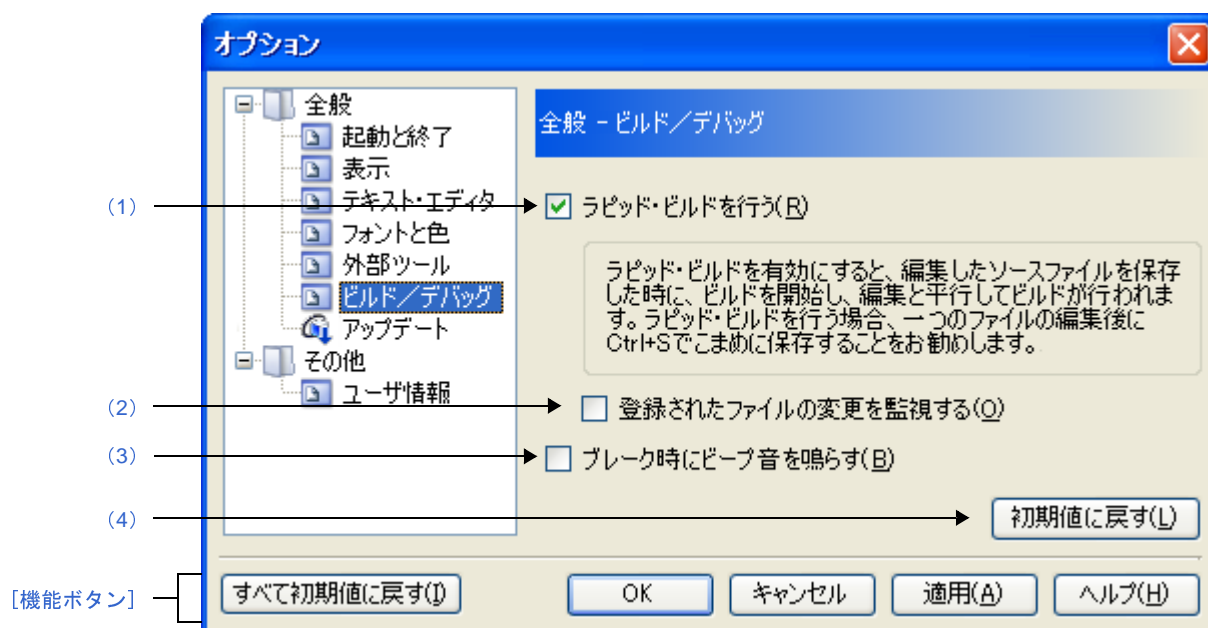 オプション
全般
起動と終了
表示
テキスト・エディタ
フォントと色
外部ツール
ビルド／デバッグ
アップデート
その他
ユーザ情報
全般 － ビルド／デバッグ
(1)
ラピッド・ビルドを行う(R)
ラピッド・ビルドを有効にすると、編集したソースファイルを保存
した時に、ビルドを開始し、編集と平行してビルドが行われま
す。ラピッド・ビルドを行う場合、一つのファイルの編集後に
Ctrl+Sでこまめに保存することをお勧めします。
(2)
登録されたファイルの変更を監視する(O)
(3)
ブレーク時にビープ音を鳴らす(B)
(4)
初期値に戻す(L)
[機能ボタン]
すべて初期値に戻す(I)
OK
キャンセル
適用(A)
ヘルプ(H)